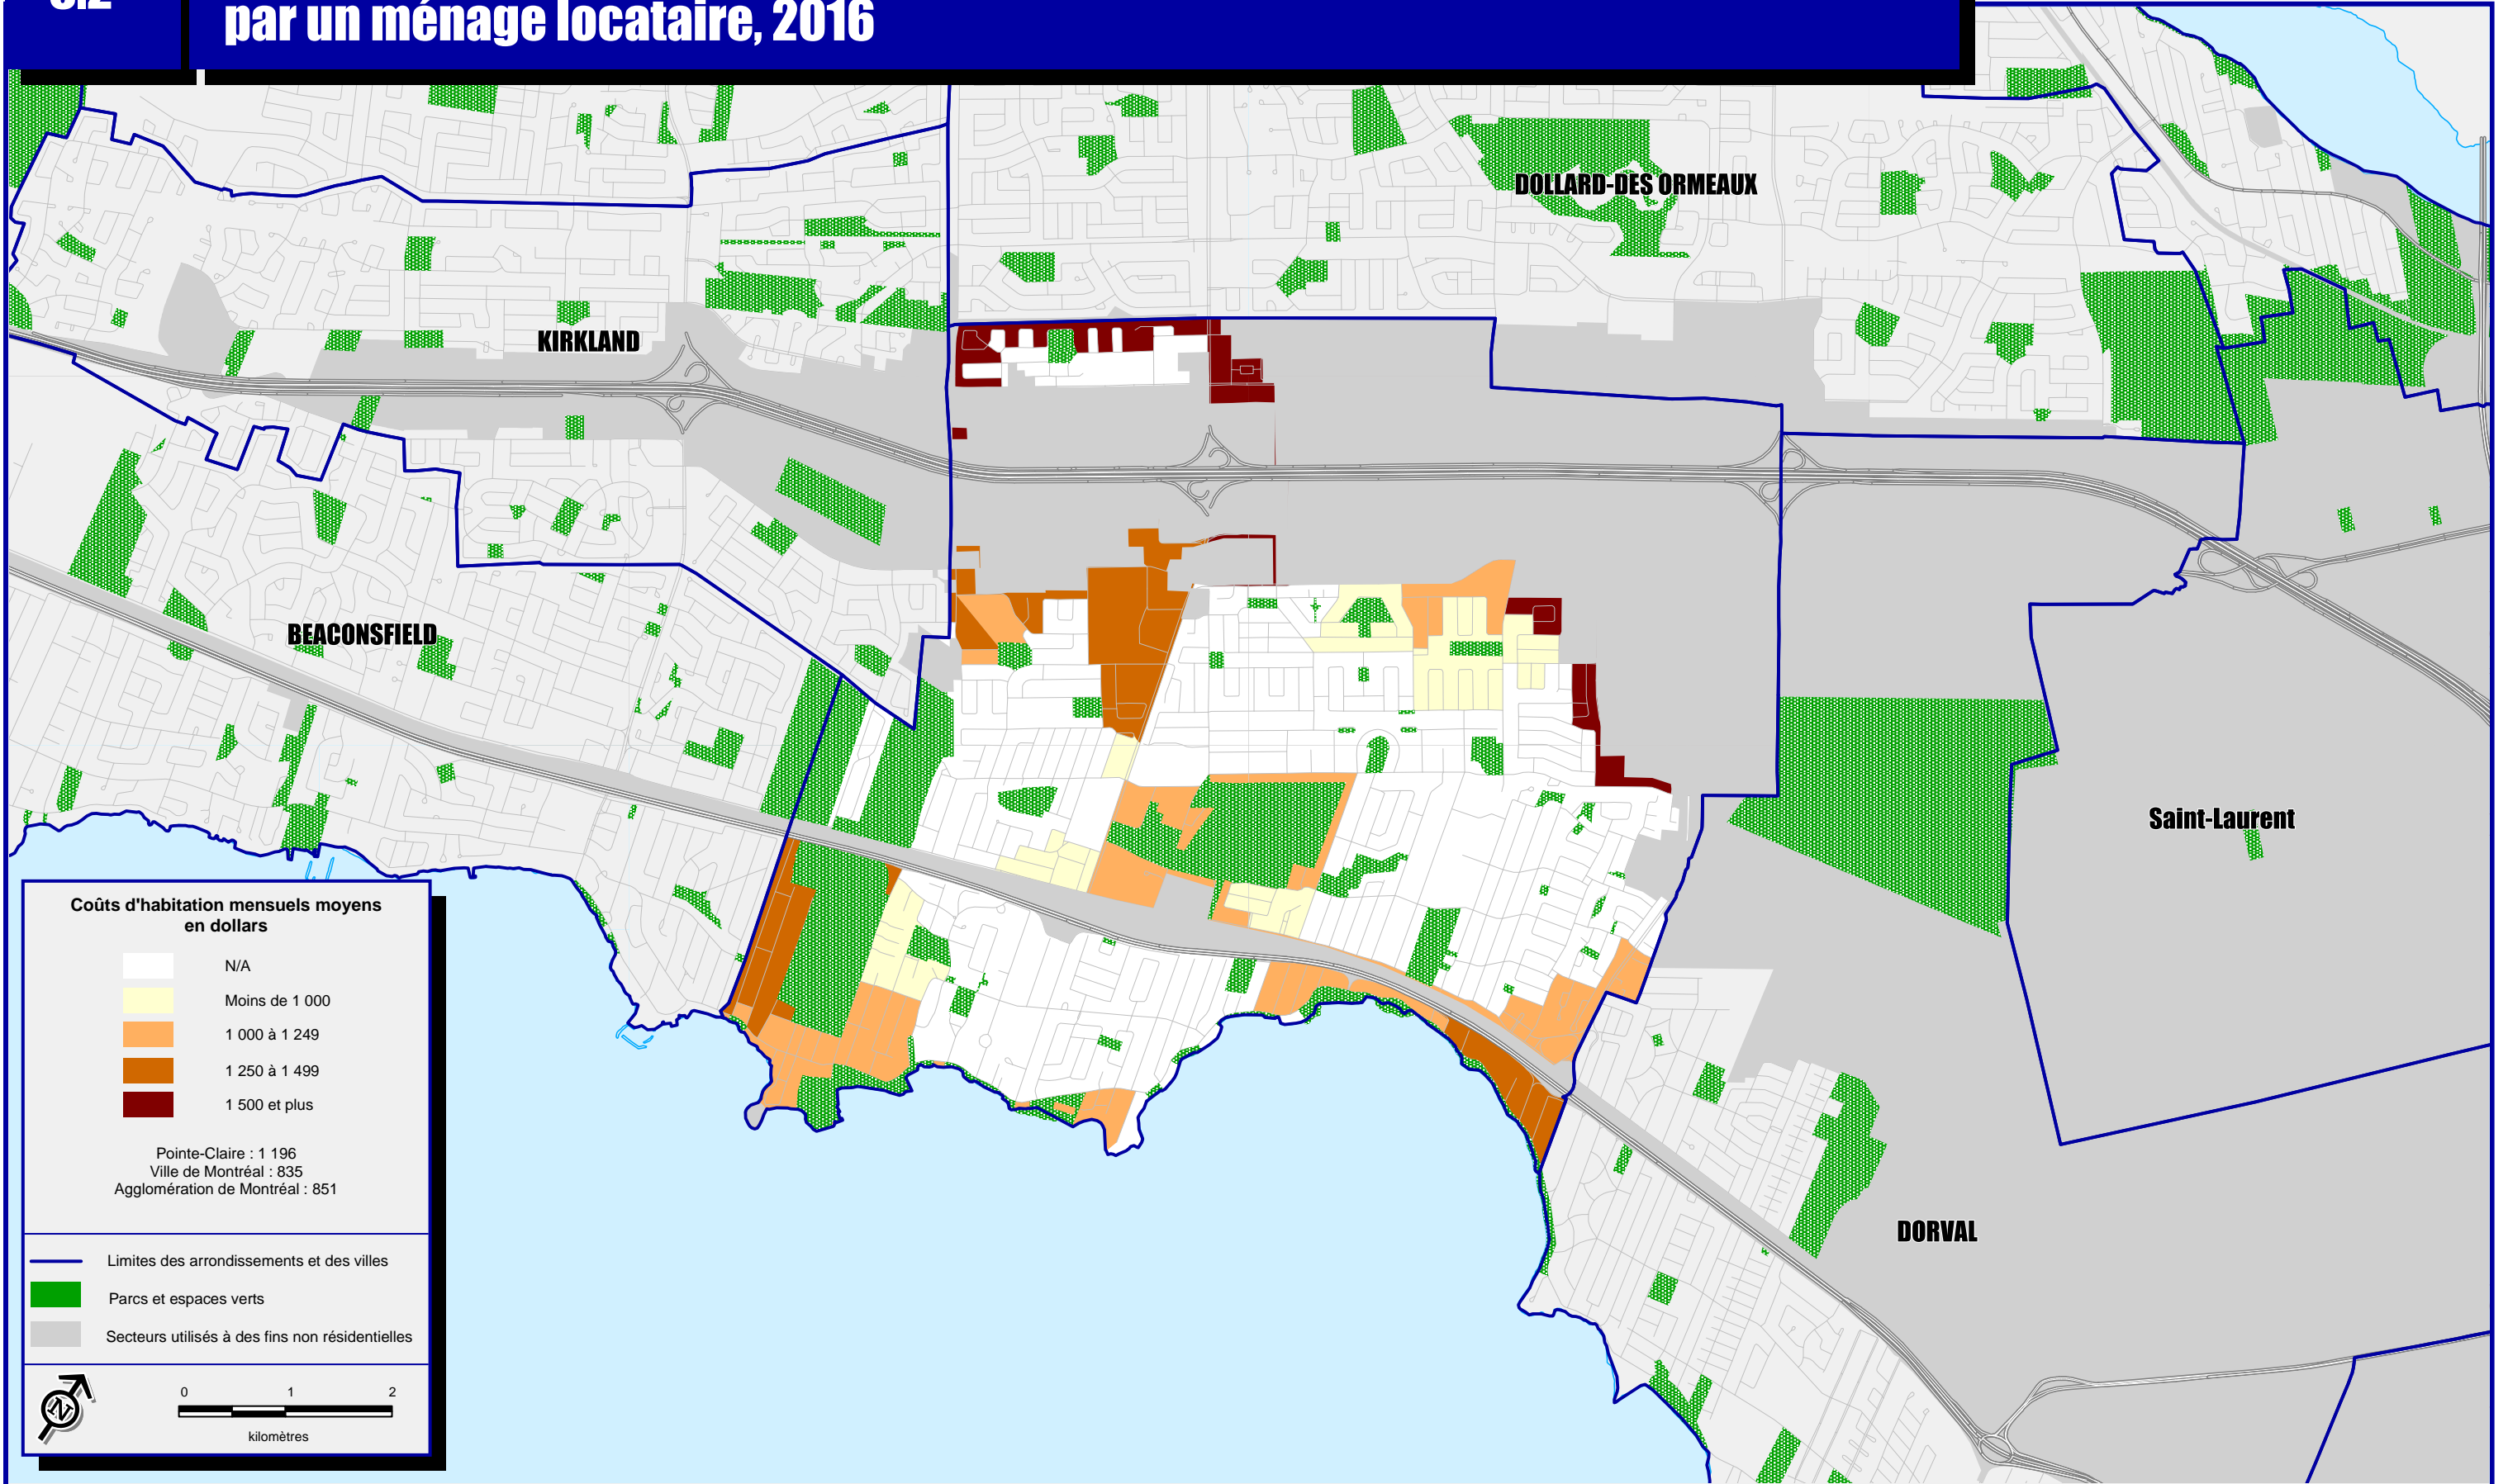 par un ménage locataire, 2016
DOLLARD-DES ORMEAUX
KIRKLAND
BEACONSFIELD
Saint-Laurent
DORVAL
Coûts d'habitation mensuels moyens
en dollars
N/A
Moins de 1 000
1 000 à 1 249
1 250 à 1 499
1 500 et plus
Pointe-Claire : 1 196
Ville de Montréal : 835
Agglomération de Montréal : 851
Limites des arrondissements et des villes
Parcs et espaces verts
Secteurs utilisés à des fins non résidentielles
N
0 1 2
kilomètres